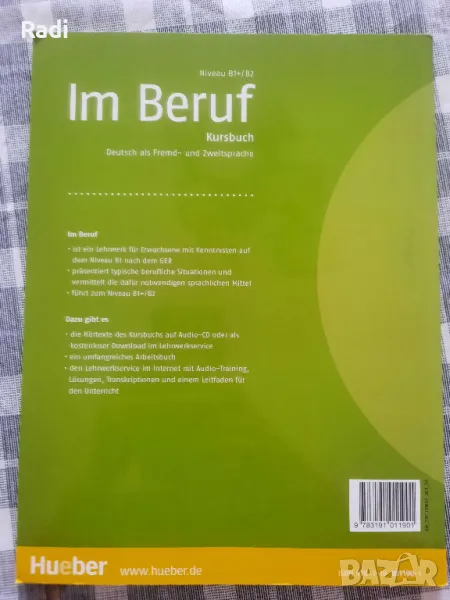 Radi
Niveau B1+/B2
Im Beruf
Kursbuch
Deutsch als Fremd- und Zweitsprache
Im Beruf
• ist ein Lehrwerk für Erwachsene mit Kenntnissen auf
dem Niveau B1 nach dem GER
• präsentiert typische berufliche Situationen und
vermittelt die dafür notwendigen sprachlichen Mittel
• führt zum Niveau B1+/B2
Dazu gibt es
• die Hörtexte des Kursbuchs auf Audio-CD oder als
kostenloser Download im Lehrwerkservice
• ein umfangreiches Arbeitsbuch
• den Lehrwerkservice im Internet mit Audio-Training,
Lösungen, Transkriptionen und einem Leitfaden für
den Unterricht
9 783191 011901
Hueber
www.hueber.de
BAZAR